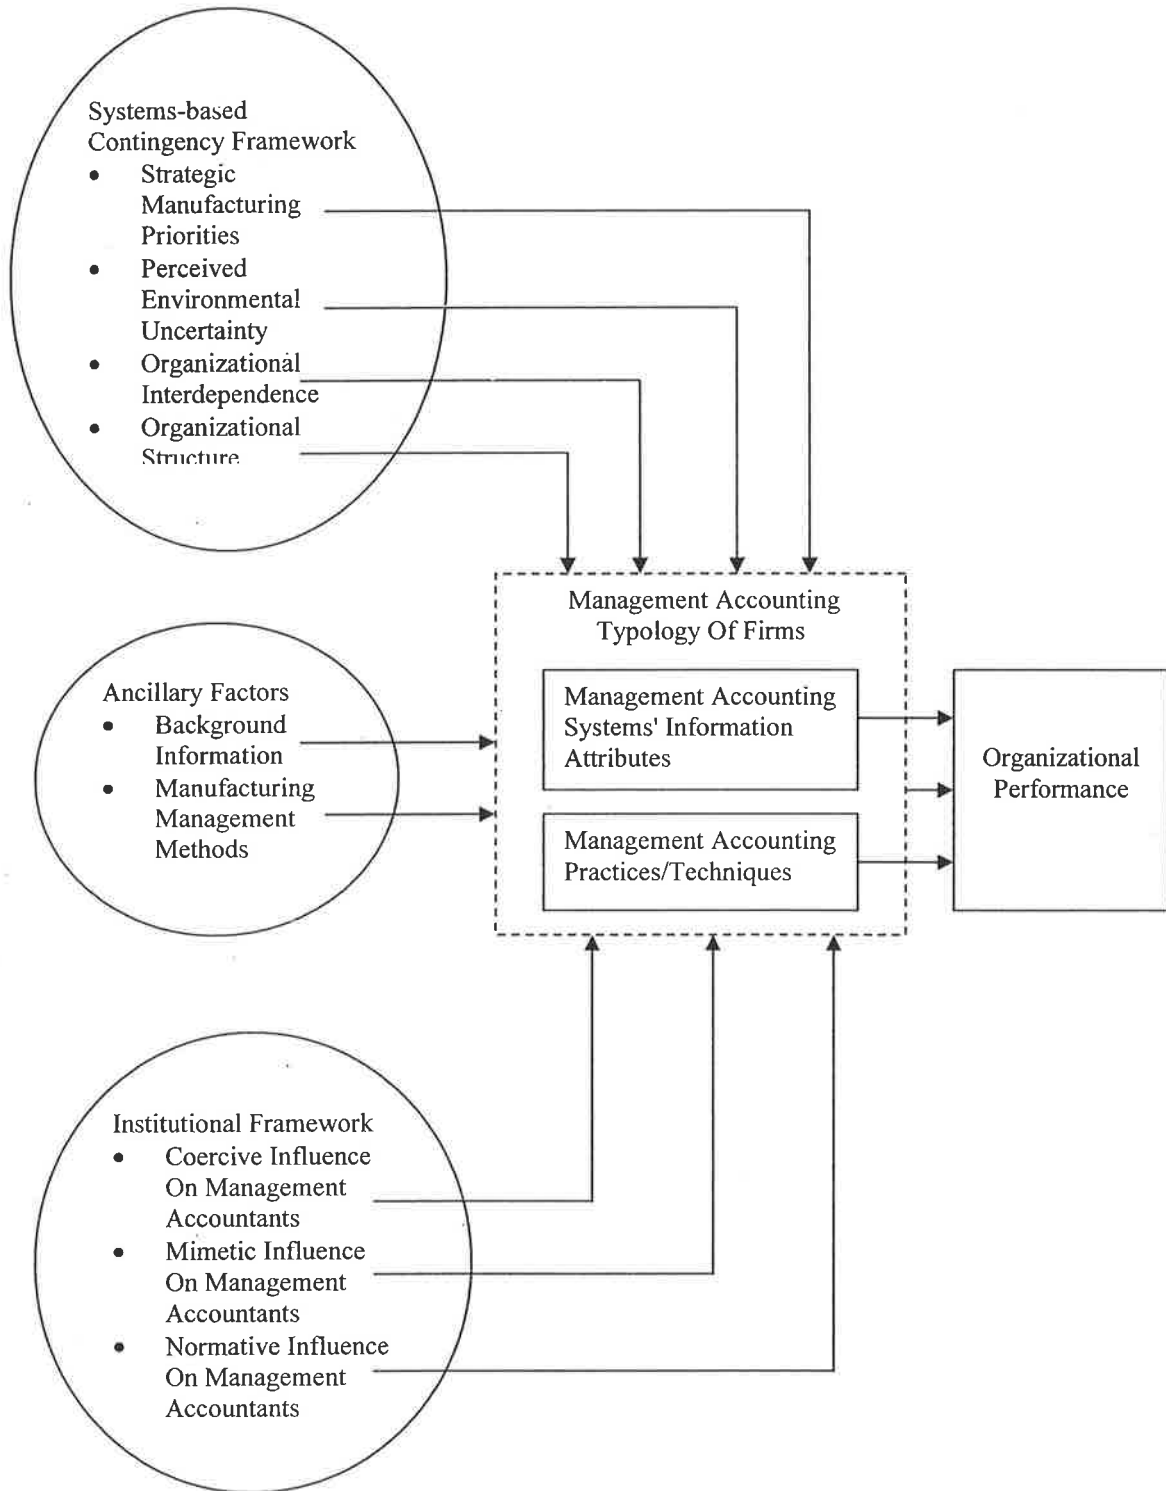 Systems-based
Contingency Framework
• Strategic
Manufacturing
Priorities
• Perceived
Environmental
Uncertainty
• Organizational
Interdependence
• Organizational
Structure
Management Accounting
Typology Of Firms
Management Accounting
Systems' Information
Attributes
Management Accounting
Practices/Techniques
Organizational
Performance
Ancillary Factors
• Background
Information
• Manufacturing
Management
Methods
Institutional Framework
• Coercive Influence
On Management
Accountants
• Mimetic Influence
On Management
Accountants
• Normative Influence
On Management
Accountants